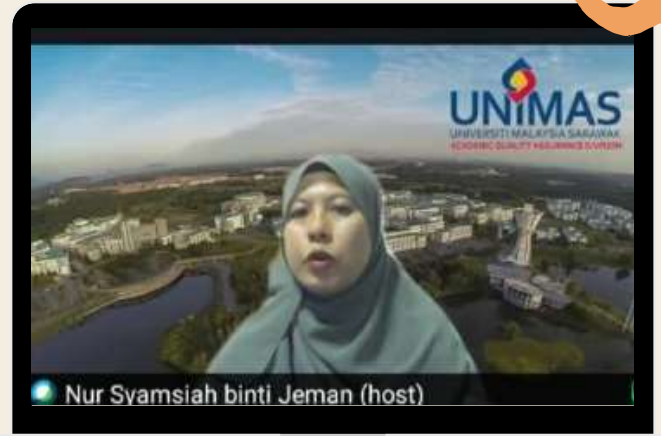 UNIMAS
UNIVERSITI MALAYSIA SARAWAK
ACADEMIC QUALITY ASSURANCE DIVISION
Nur Syamsiah binti Jeman (host)